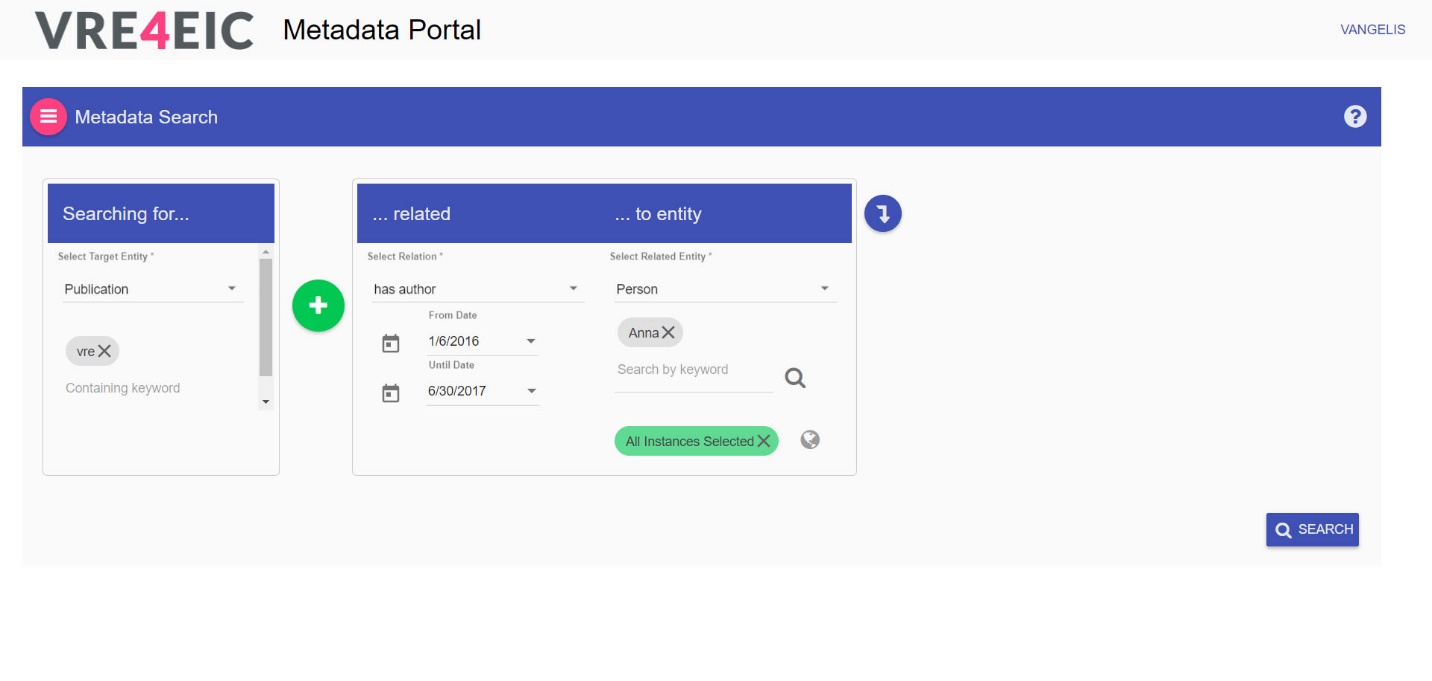 VRE4EIC Metadata Portal
VANGELIS
Metadata Search
?
Searching for...
Select Target Entity *
Publication
vre
Containing keyword
... related
... to entity
Select Relation *
Select Related Entity *
has author
Person
From Date
1/6/2016
Until Date
6/30/2017
Anna
Search by keyword
All Instances Selected
SEARCH